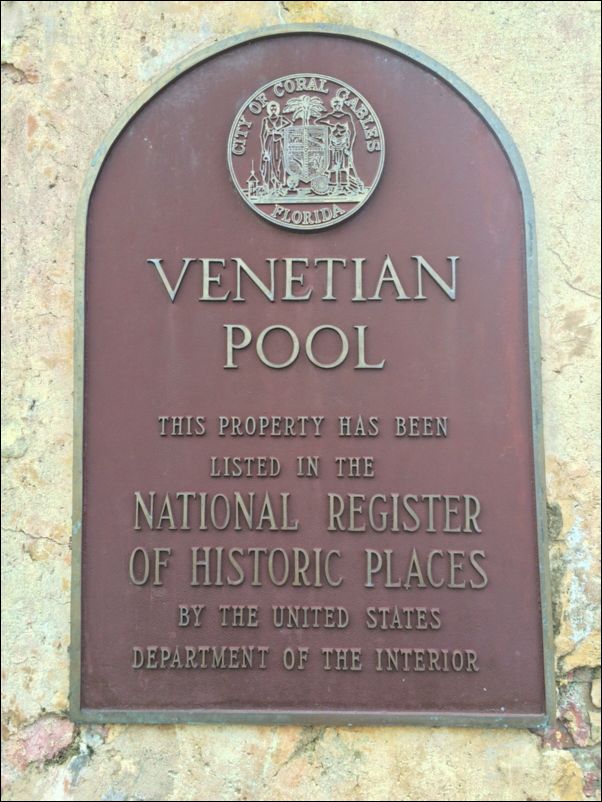 CITY OF CORAL GABLES
FLORIDA
VENETIAN
POOL
THIS PROPERTY HAS BEEN
LISTED IN THE
NATIONAL REGISTER
OF HISTORIC PLACES
BY THE UNITED STATES
DEPARTMENT OF THE INTERIOR